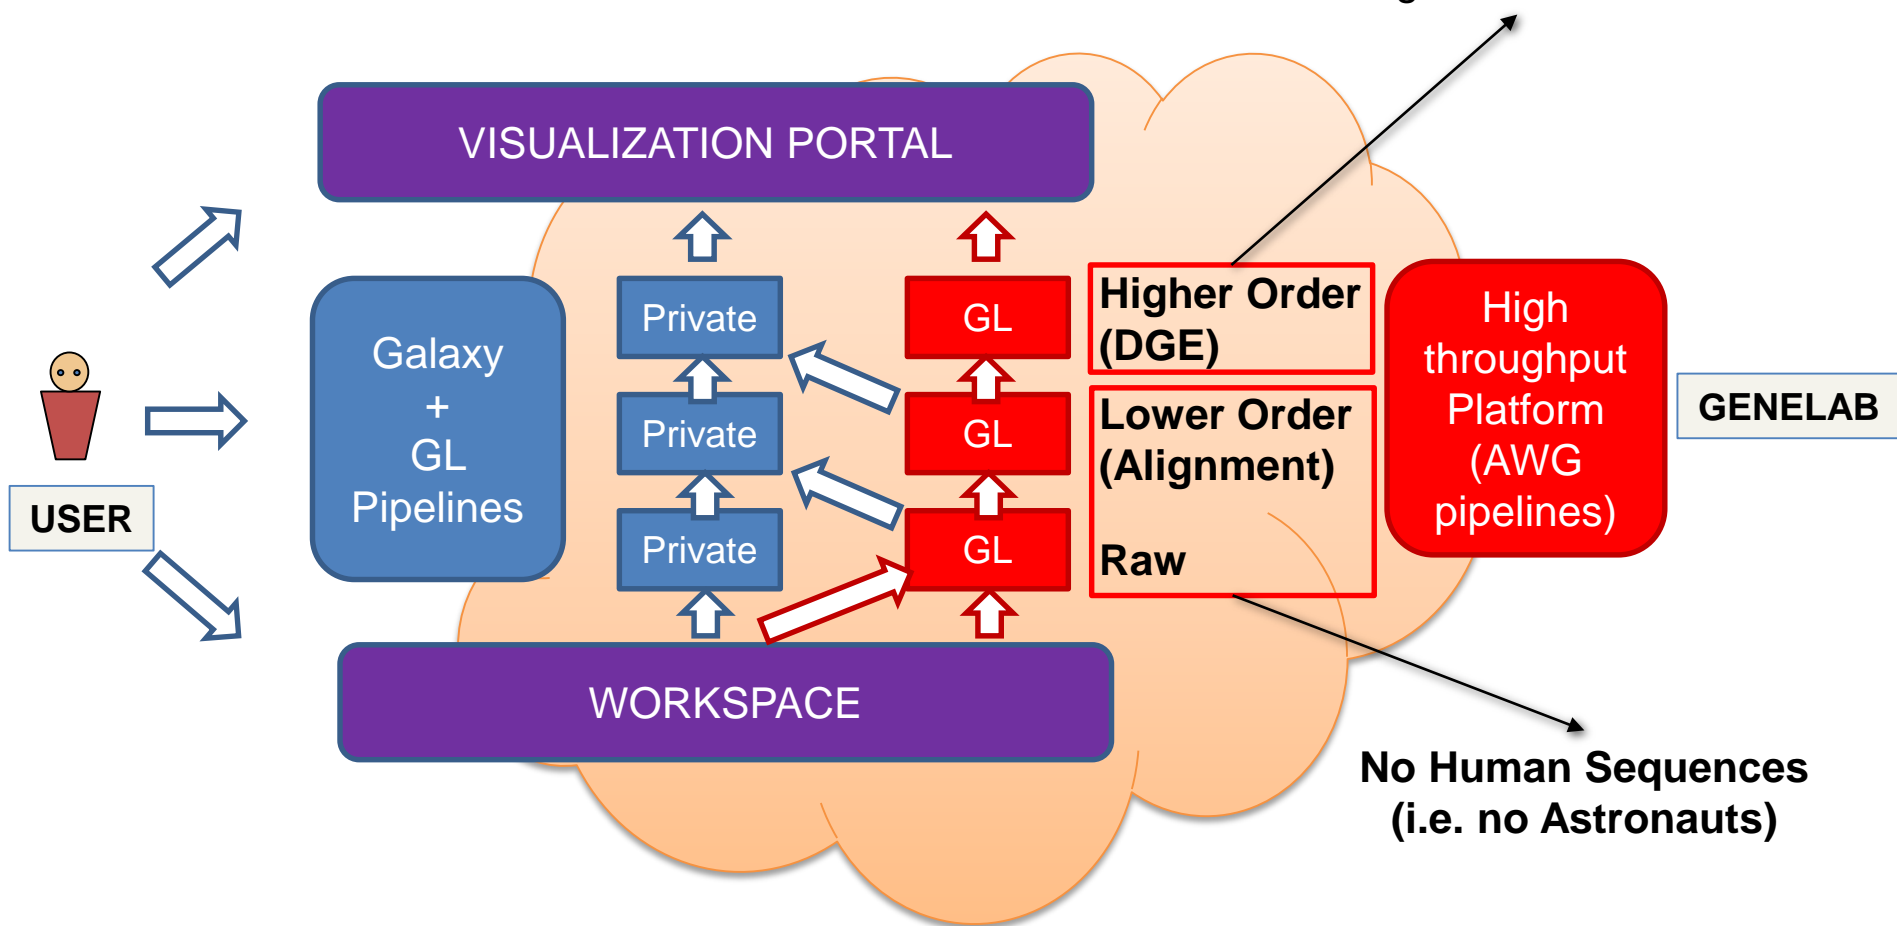 VISUALIZATION PORTAL
Galaxy
+
GL
Pipelines
Private
Private
Private
GL
GL
GL
Higher Order
(DGE)
Lower Order
(Alignment)
Raw
High
throughput
Platform
(AWG
pipelines)
GENELAB
USER
WORKSPACE
No Human Sequences
(i.e. no Astronauts)